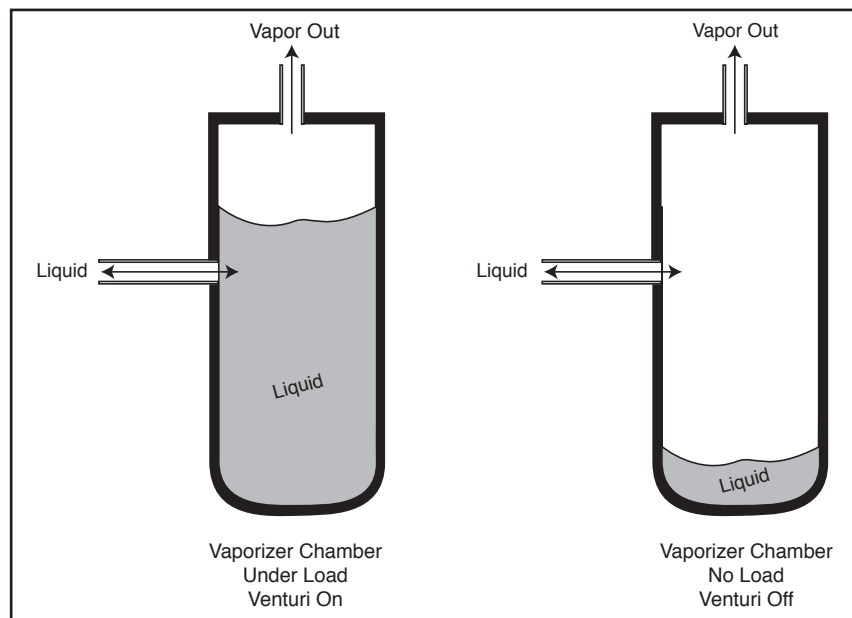 Vapor Out
Liquid
Liquid
Vaporizer Chamber
Under Load
Venturi On
Vapor Out
Liquid
Liquid
Vaporizer Chamber
No Load
Venturi Off